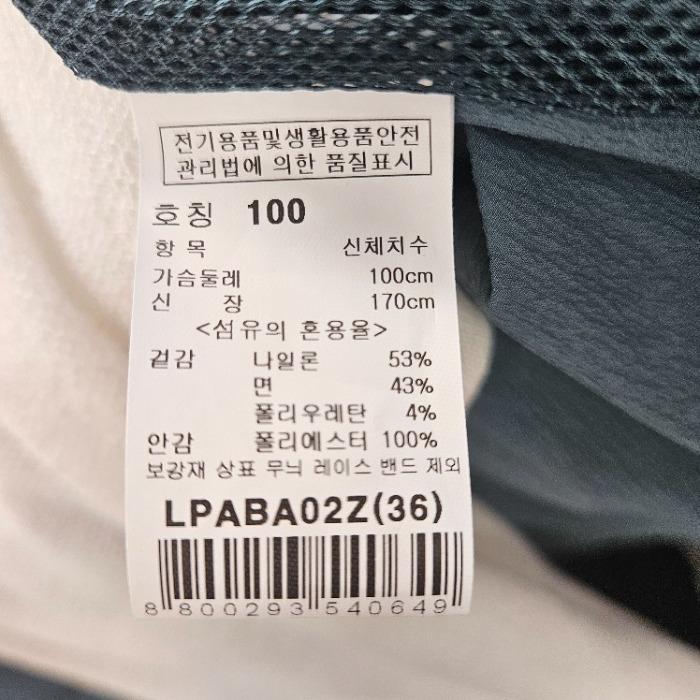 전기용품및생활용품안전
관리법에 의한 품질표시
호칭 100
항 목 신체치수
가슴둘레 100cm
신 장 170cm
<섬유의 혼용율>
겉감 나일론 53%
면 43%
폴리우레탄 4%
안감 폴리에스터 100%
보강재 상표 무늬 레이스 밴드 제외
LPABA02Z(36)
8 800293 540649